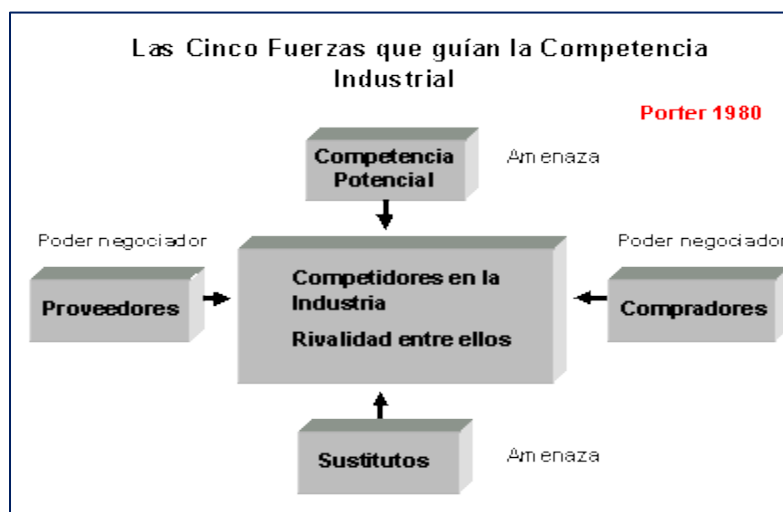 Las Cinco Fuerzas que guían la Competencia
Industrial
Porter 1980
Competencia
Potencial
Amenaza
Poder negociador
Poder negociador
Proveedores
Competidores en la
Industria
Rivalidad entre ellos
Compradores
Sustitutos
Amenaza